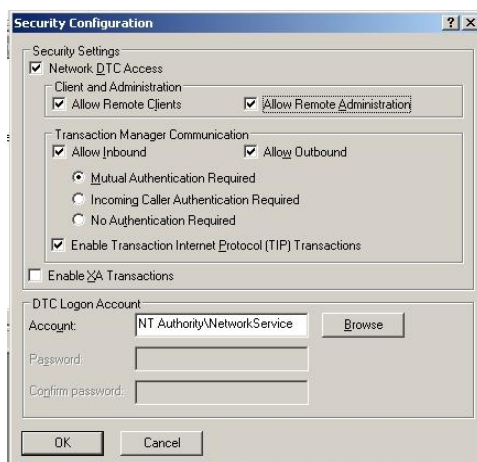 Security Configuration
Security Settings
Network DTC Access
Client and Administration
Allow Remote Clients
Allow Remote Administration
Transaction Manager Communication
Allow Inbound
Allow Outbound
Mutual Authentication Required
Incoming Caller Authentication Required
No Authentication Required
Enable Transaction Internet Protocol (TIP) Transactions
Enable XA Transactions
DTC Logon Account
Account:
NT Authority\NetworkService
Browse
Password:
Confirm password:
OK
Cancel